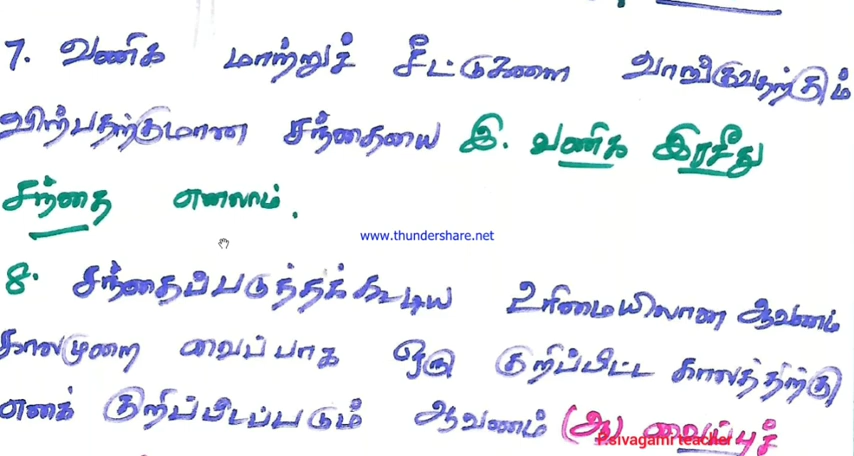 7. வணிக மாற்றுச் சீட்டுகளை வாங்குவதற்கும்
விற்பதற்குமான சந்தையை இ. வணிக இரசீது
சந்தை எனலாம்.
www.thundershare.net
8. சந்தைப்படுத்தக்கூடிய உரிமையிலான ஆவணம்
காலமுறை வைப்பாக ஒரு குறிப்பிட்ட காலத்திற்கு
எனக் குறிப்பிடப்படும் ஆவணம் (ஆ) வைப்புச்
P.sivagami teacher